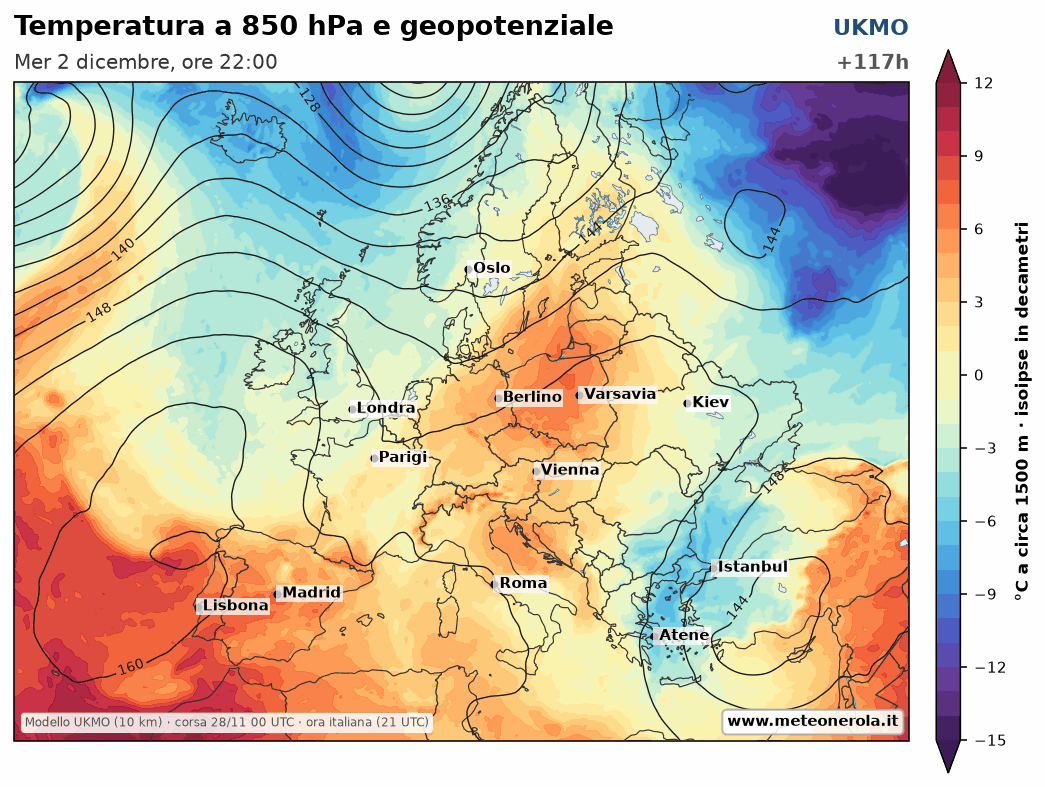 Temperatura a 850 hPa e geopotenziale
UKMO
Mer 2 dicembre, ore 22:00
+117h
128
136
140
144
144
148
Oslo
Berlino
Varsavia
Kiev
Londra
Parigi
Vienna
148
Istanbul
Roma
Madrid
Lisbona
144
Atene
160
Modello UKMO (10 km) · corsa 28/11 00 UTC · ora italiana (21 UTC)
www.meteonerola.it
12
9
6
3
0
−3
−6
−9
−12
−15
°C a circa 1500 m · isoipse in decametri